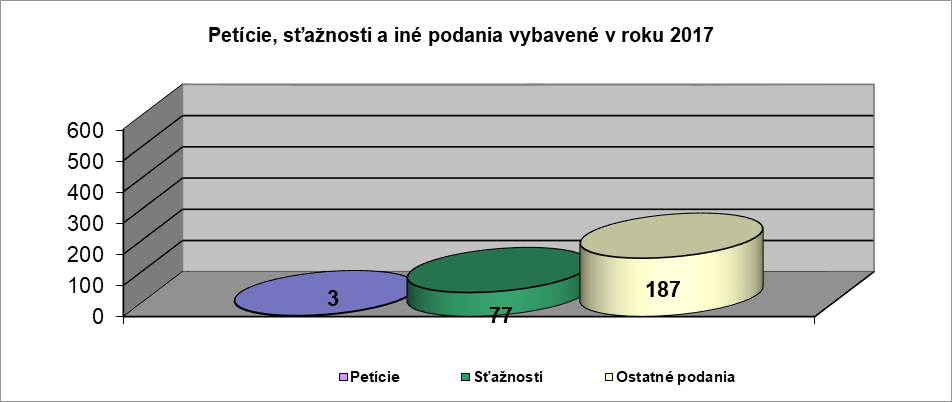 Petície, sťažnosti a iné podania vybavené v roku 2017
600
500
400
300
200
100
0
3
77
187
Petície
Sťažnosti
Ostatné podania